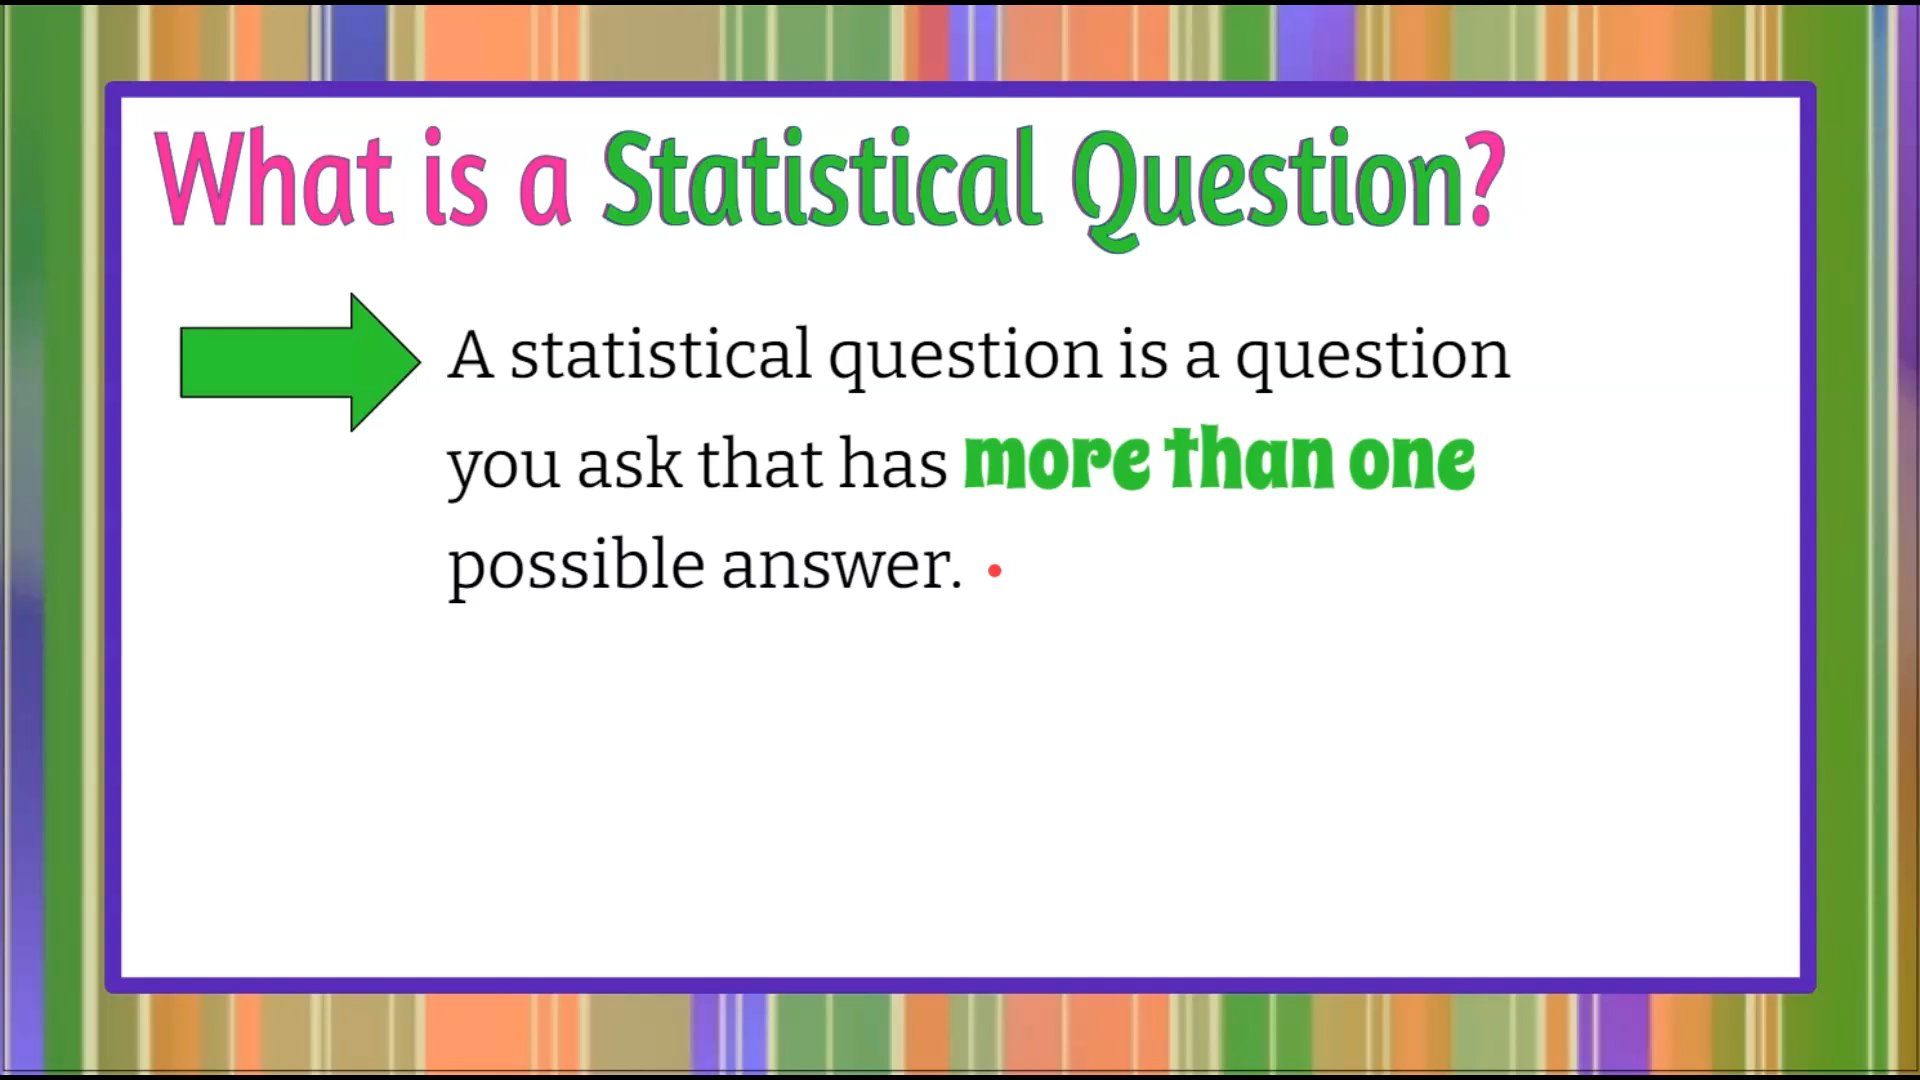 What is a Statistical Question?
A statistical question is a question
you ask that has more than one
possible answer.